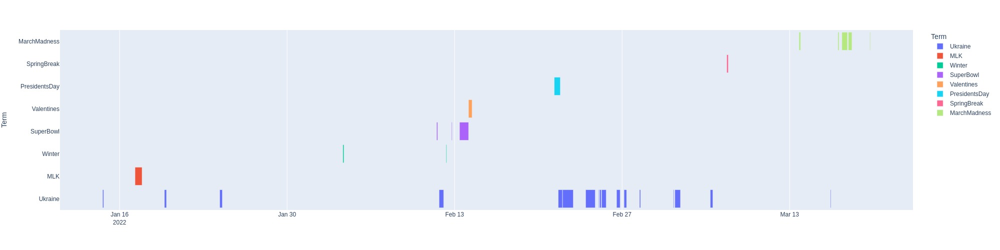 Term
MarchMadness
SpringBreak
PresidentsDay
Valentines
SuperBowl
Winter
MLK
Ukraine
Jan 16
2022
Jan 30
Feb 13
Feb 27
Mar 13
Term
Ukraine
MLK
Winter
SuperBowl
Valentines
PresidentsDay
SpringBreak
MarchMadness